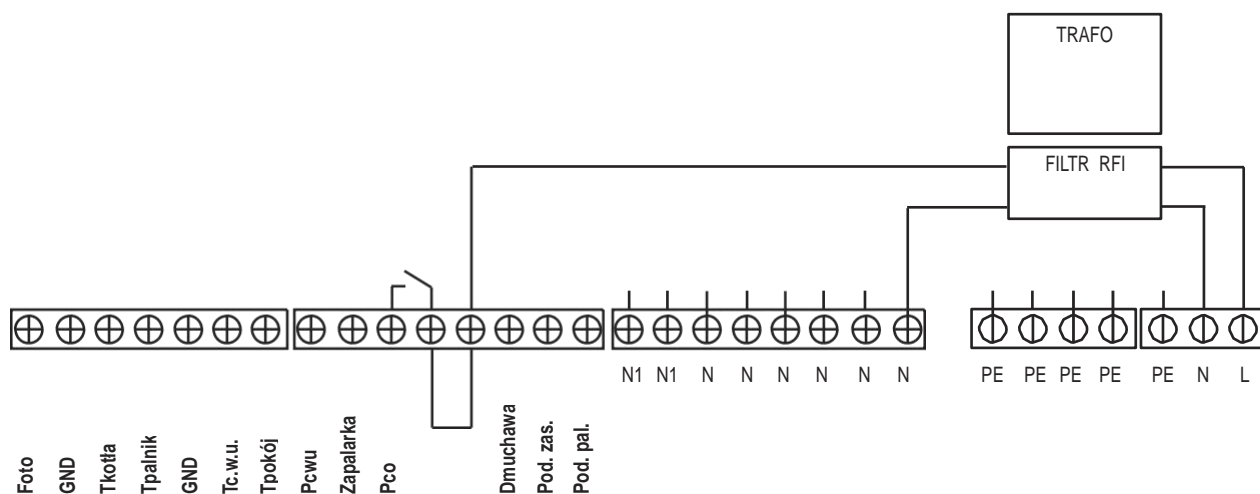 TRAFO
FILTR RFI
N1 N1 N N N N N N PE PE PE PE PE N L
Foto
GND
Tkotła
Tpalnik
GND
Tc.w.u.
Tpokój
Pcwu
Zapalarka
Pco
Dmuchawa
Pod. zas.
Pod. pal.